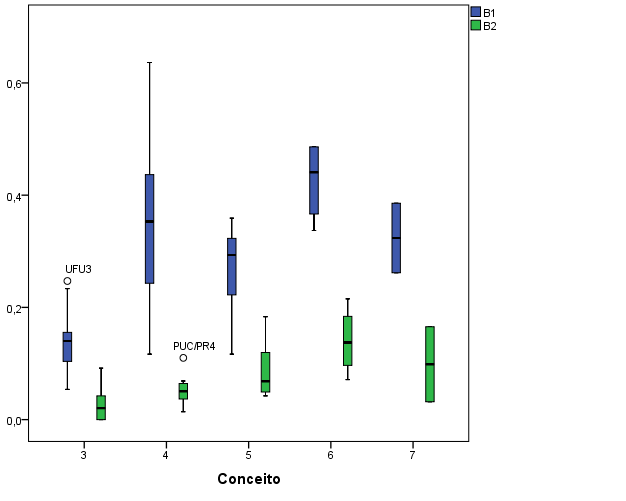 B1
B2
0,6
0,4
UFU3
0,2
PUC/PR4
0,0
3 4 5 6 7
Conceito